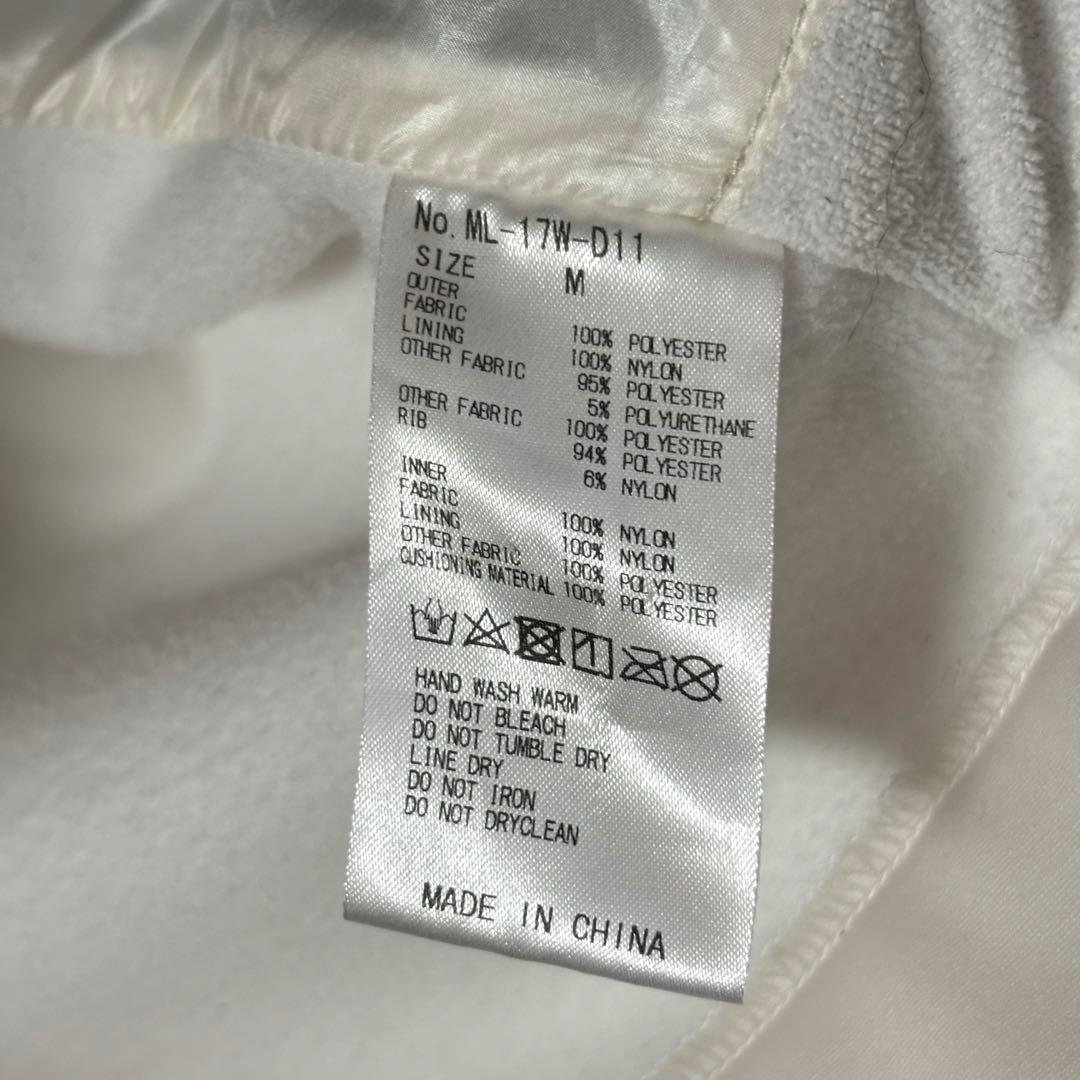 No. ML-17W-D11
SIZE M
OUTER
FABRIC 100% POLYESTER
LINING 100% NYLON
OTHER FABRIC 95% POLYESTER
5% POLYURETHANE
OTHER FABRIC 100% POLYESTER
RIB 94% POLYESTER
6% NYLON
INNER
FABRIC 100% NYLON
LINING 100% NYLON
OTHER FABRIC 100% POLYESTER
CUSHIONING MATERIAL 100% POLYESTER
HAND WASH WARM
DO NOT BLEACH
DO NOT TUMBLE DRY
LINE DRY
DO NOT IRON
DO NOT DRYCLEAN
MADE IN CHINA